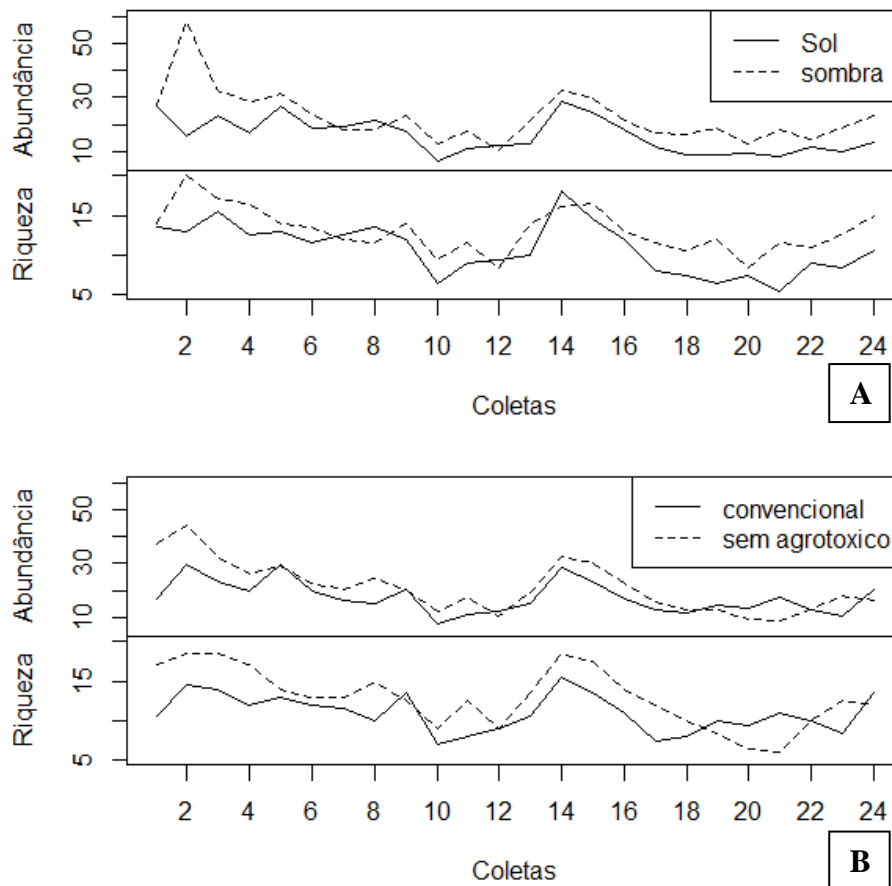 Abundância
50
30
10
Sol
sombra
Riqueza
15
5
2 4 6 8 10 12 14 16 18 20 22 24
Coletas
A
Abundância
50
30
10
convencional
sem agrotoxico
Riqueza
15
5
2 4 6 8 10 12 14 16 18 20 22 24
Coletas
B